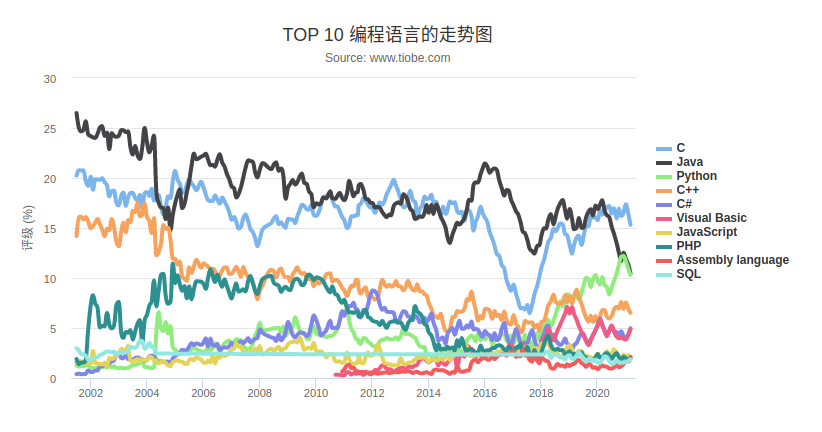 TOP 10 编程语言的走势图
Source: www.tiobe.com
评级 (%)
30
25
20
15
10
5
0
2002 2004 2006 2008 2010 2012 2014 2016 2018 2020
C
Java
Python
C++
C#
Visual Basic
JavaScript
PHP
Assembly language
SQL